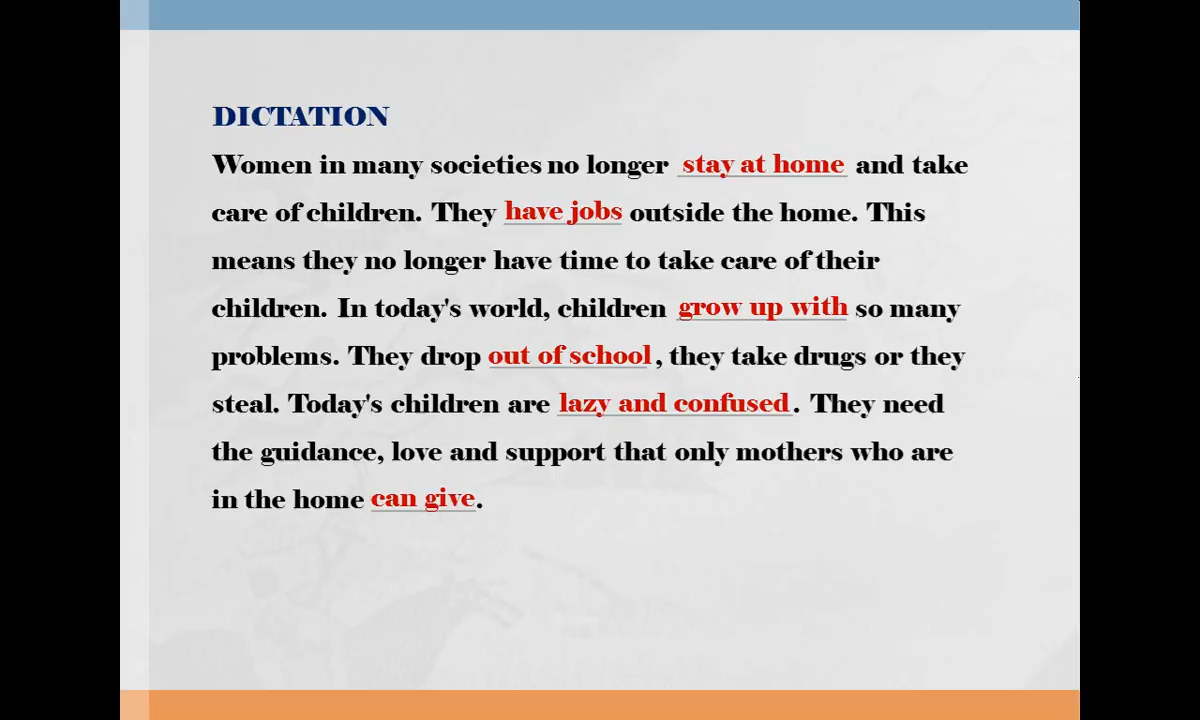 DICTATION
Women in many societies no longer stay at home and take
care of children. They have jobs outside the home. This
means they no longer have time to take care of their
children. In today's world, children grow up with so many
problems. They drop out of school, they take drugs or they
steal. Today's children are lazy and confused. They need
the guidance, love and support that only mothers who are
in the home can give.